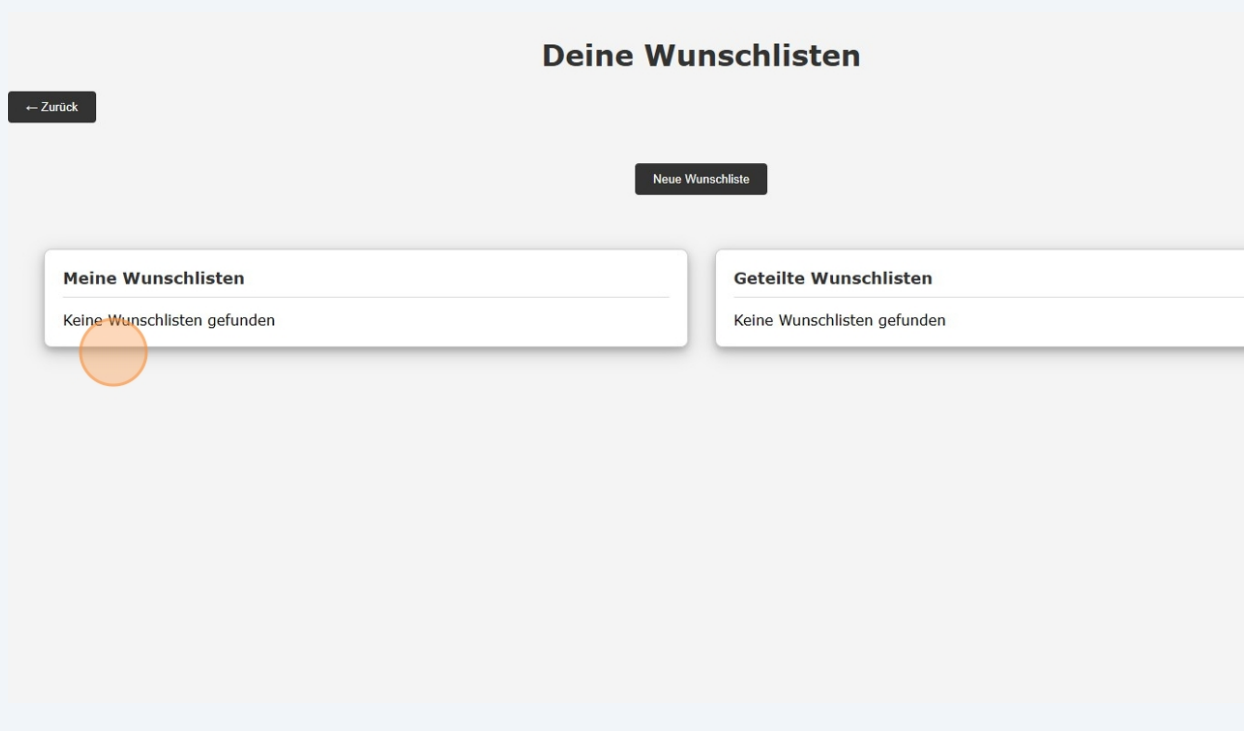 Deine Wunschlisten
← Zurück
Neue Wunschliste
Meine Wunschlisten
Keine Wunschlisten gefunden
Geteilte Wunschlisten
Keine Wunschlisten gefunden